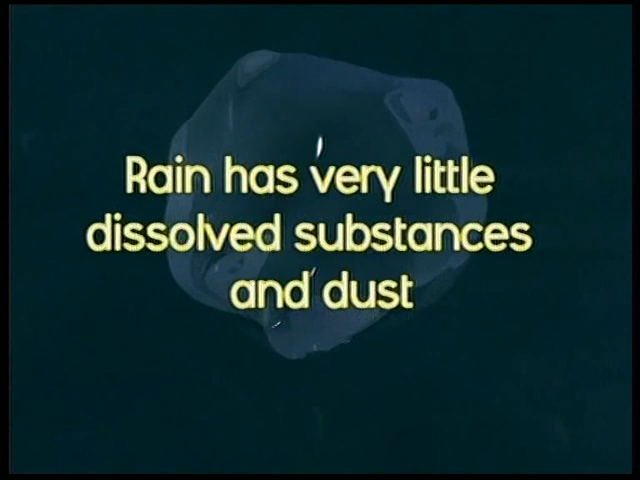 Rain has very little
dissolved substances
and dust